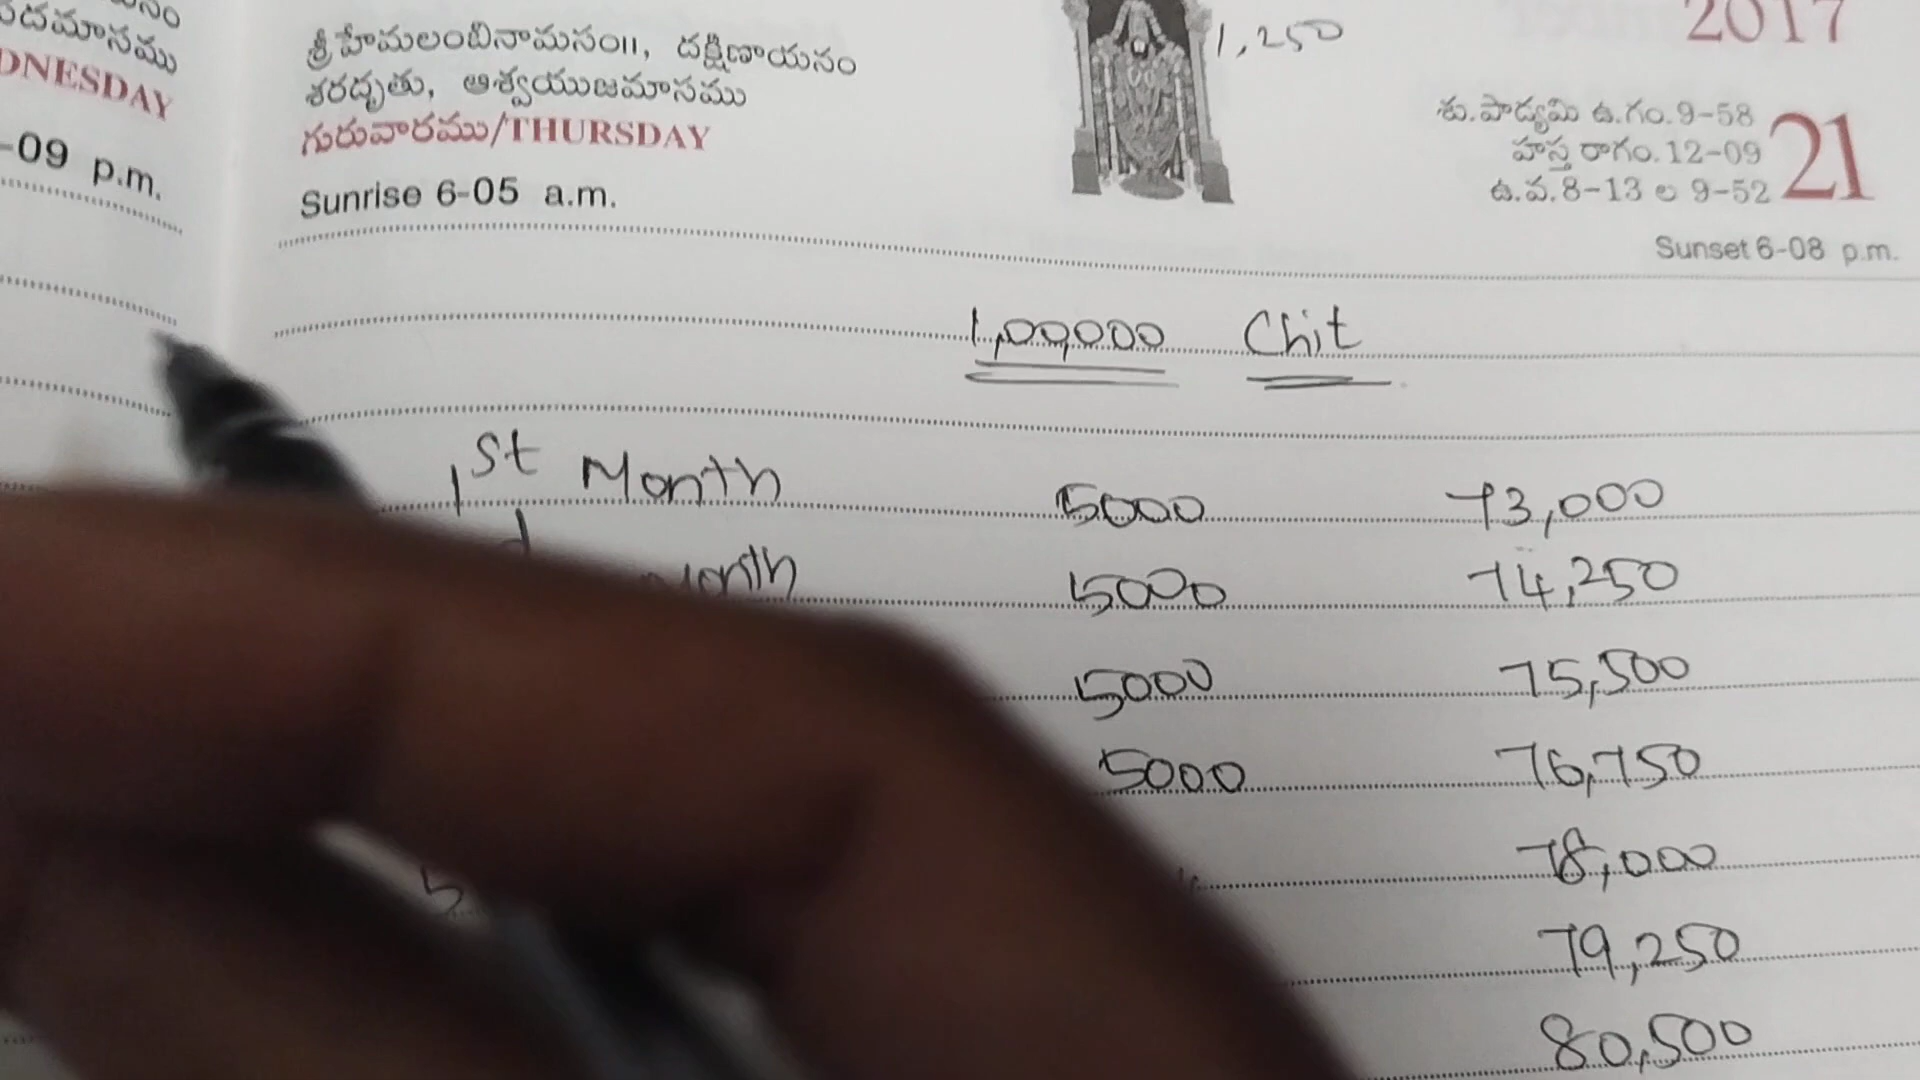 దమాసము
DNESDAY
-09 p.m.
శ్రీ హేమలంబినామసం॥, దక్షిణాయనం
శరదృతు, ఆశ్వయుజమాసము
గురువారము/THURSDAY
Sunrise 6-05 a.m.
1,250
2017
శు.పాడ్యమి ఉ.గం.9-58
హస్త రాగం.12-09
ఉ.వ.8-13 ల 9-52
21
Sunset 6-08 p.m.
1,00,000 Chit
1st Month 5000 73,000
Month 5000 74,250
5000 75,500
5000 76,750
5 78,000
79,250
80,500